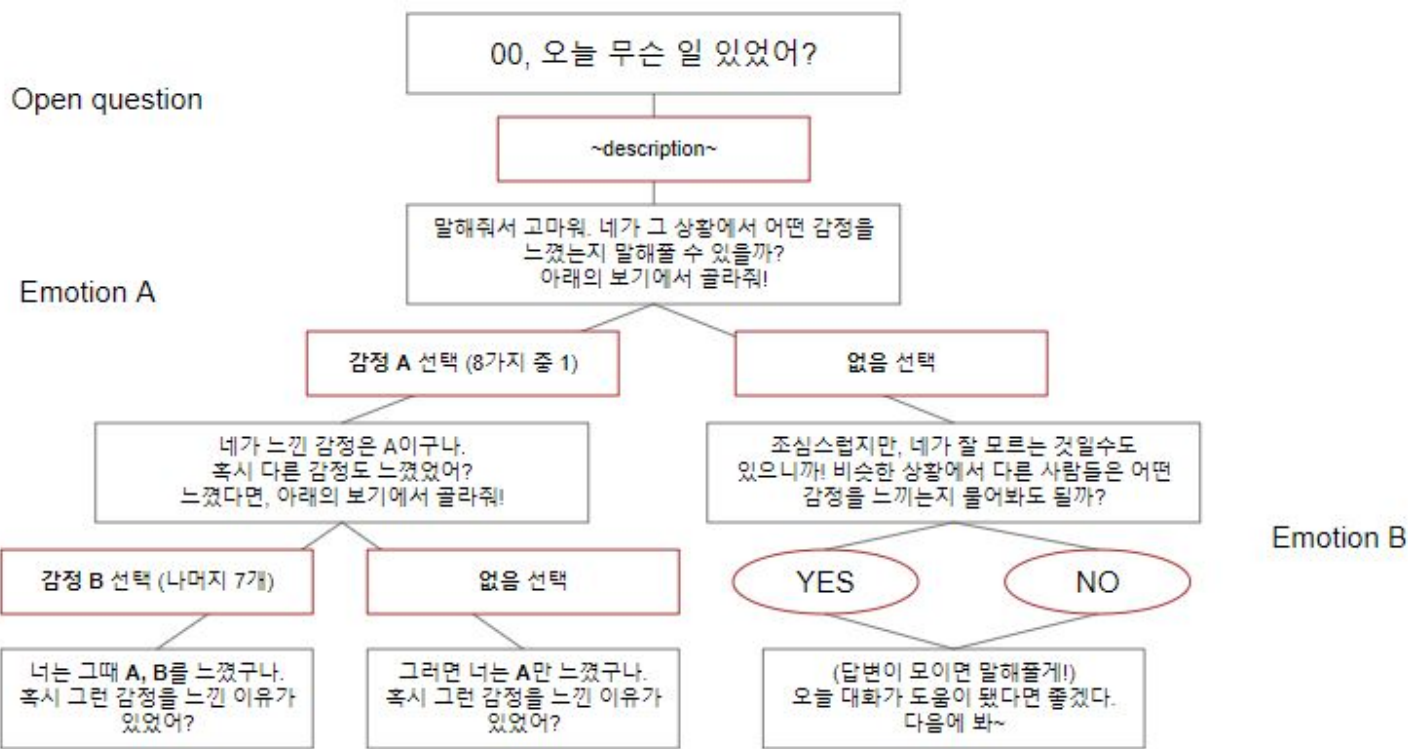 00, 오늘 무슨 일 있었어?
Open question
~description~
말해줘서 고마워. 네가 그 상황에서 어떤 감정을
느꼈는지 말해줄 수 있을까?
아래의 보기에서 골라줘!
Emotion A
감정 A 선택 (8가지 중 1)
없음 선택
네가 느낀 감정은 A이구나.
혹시 다른 감정도 느꼈었어?
느꼈다면, 아래의 보기에서 골라줘!
조심스럽지만, 네가 잘 모르는 것일수도
있으니까! 비슷한 상황에서 다른 사람들은 어떤
감정을 느끼는지 물어봐도 될까?
Emotion B
감정 B 선택 (나머지 7개)
없음 선택
YES
NO
너는 그때 A, B를 느꼈구나.
혹시 그런 감정을 느낀 이유가
있었어?
그러면 너는 A만 느꼈구나.
혹시 그런 감정을 느낀 이유가
있었어?
(답변이 모이면 말해줄게!)
오늘 대화가 도움이 됐다면 좋겠다.
다음에 봐~